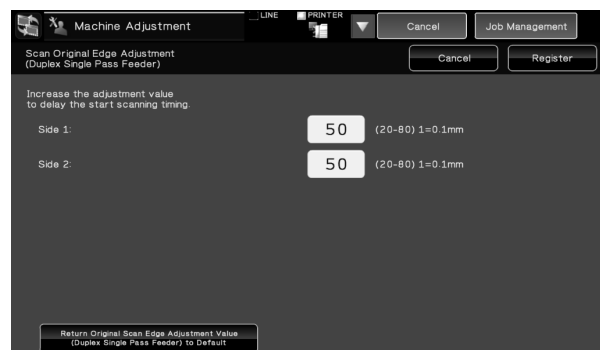 Machine Adjustment
LINE
PRINTER
Cancel
Job Management
Scan Original Edge Adjustment
(Duplex Single Pass Feeder)
Cancel
Register
Increase the adjustment value
to delay the start scanning timing.
Side 1: 50 (20-80) 1=0.1mm
Side 2: 50 (20-80) 1=0.1mm
Return Original Scan Edge Adjustment Value
(Duplex Single Pass Feeder) to Default